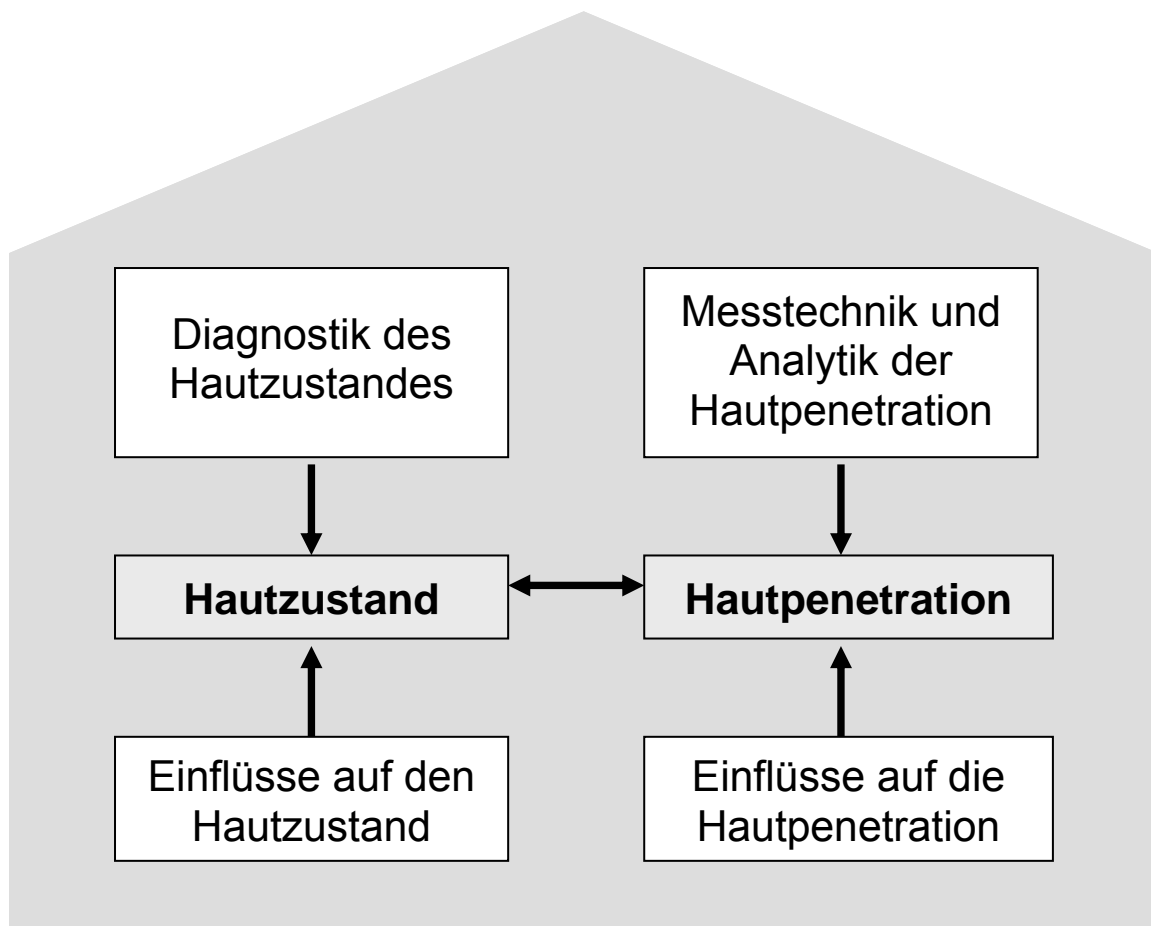 Diagnostik des
Hautzustandes
Messtechnik und
Analytik der
Hautpenetration
Hautzustand
Hautpenetration
Einflüsse auf den
Hautzustand
Einflüsse auf die
Hautpenetration